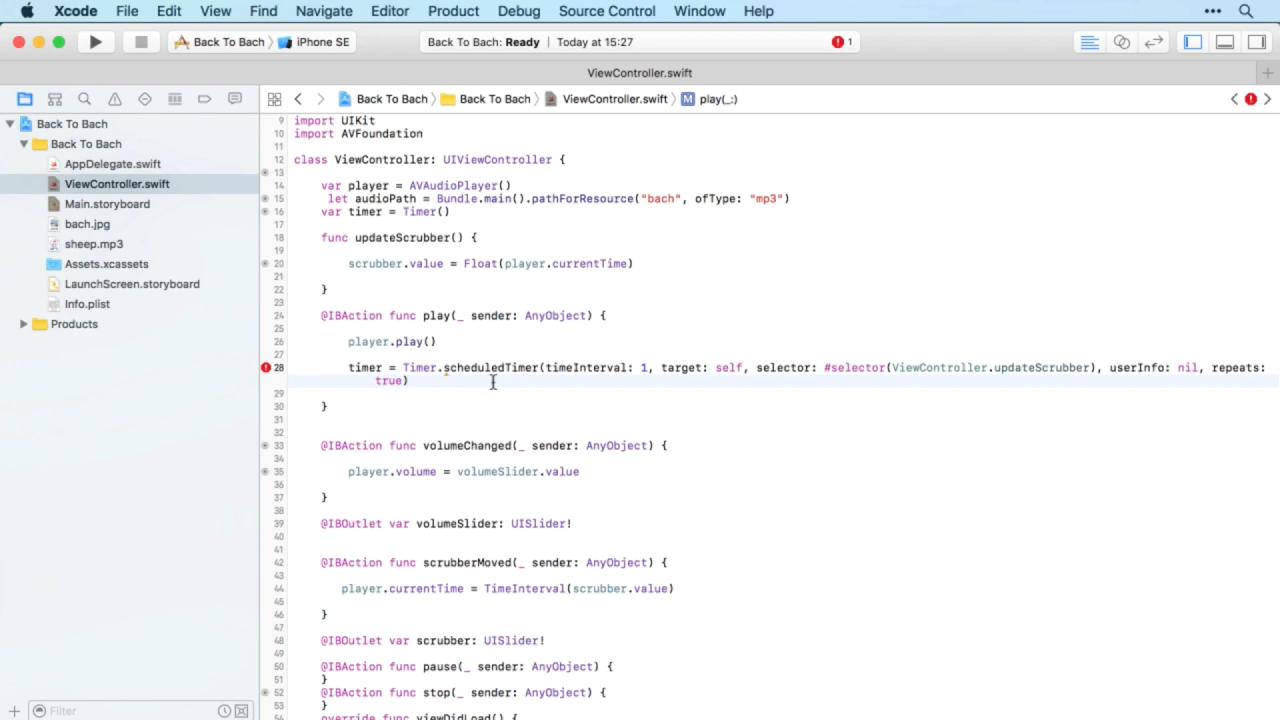 Xcode File Edit View Find Navigate Editor Product Debug Source Control Window Help
Back To Bach iPhone SE Back To Bach: Ready | Today at 15:27 1
ViewController.swift
Back To Bach Back To Bach ViewController.swift M play(_:)
Back To Bach
Back To Bach
AppDelegate.swift
ViewController.swift
Main.storyboard
bach.jpg
sheep.mp3
Assets.xcassets
LaunchScreen.storyboard
Info.plist
Products
Filter
9 import UIKit
10 import AVFoundation
11
12 class ViewController: UIViewController {
13
14 var player = AVAudioPlayer()
15 let audioPath = Bundle.main().pathForResource("bach", ofType: "mp3")
16 var timer = Timer()
17
18 func updateScrubber() {
19
20 scrubber.value = Float(player.currentTime)
21
22 }
23
24 @IBAction func play(_ sender: AnyObject) {
25
26 player.play()
27
28 timer = Timer.scheduledTimer(timeInterval: 1, target: self, selector: #selector(ViewController.updateScrubber), userInfo: nil, repeats:
true)
29
30 }
31
32
33 @IBAction func volumeChanged(_ sender: AnyObject) {
34
35 player.volume = volumeSlider.value
36
37 }
38
39 @IBOutlet var volumeSlider: UISlider!
40
41
42 @IBAction func scrubberMoved(_ sender: AnyObject) {
43
44 player.currentTime = TimeInterval(scrubber.value)
45
46 }
47
48 @IBOutlet var scrubber: UISlider!
49
50 @IBAction func pause(_ sender: AnyObject) {
51 }
52 @IBAction func stop(_ sender: AnyObject) {
53 }
54 override func viewDidLoad() {